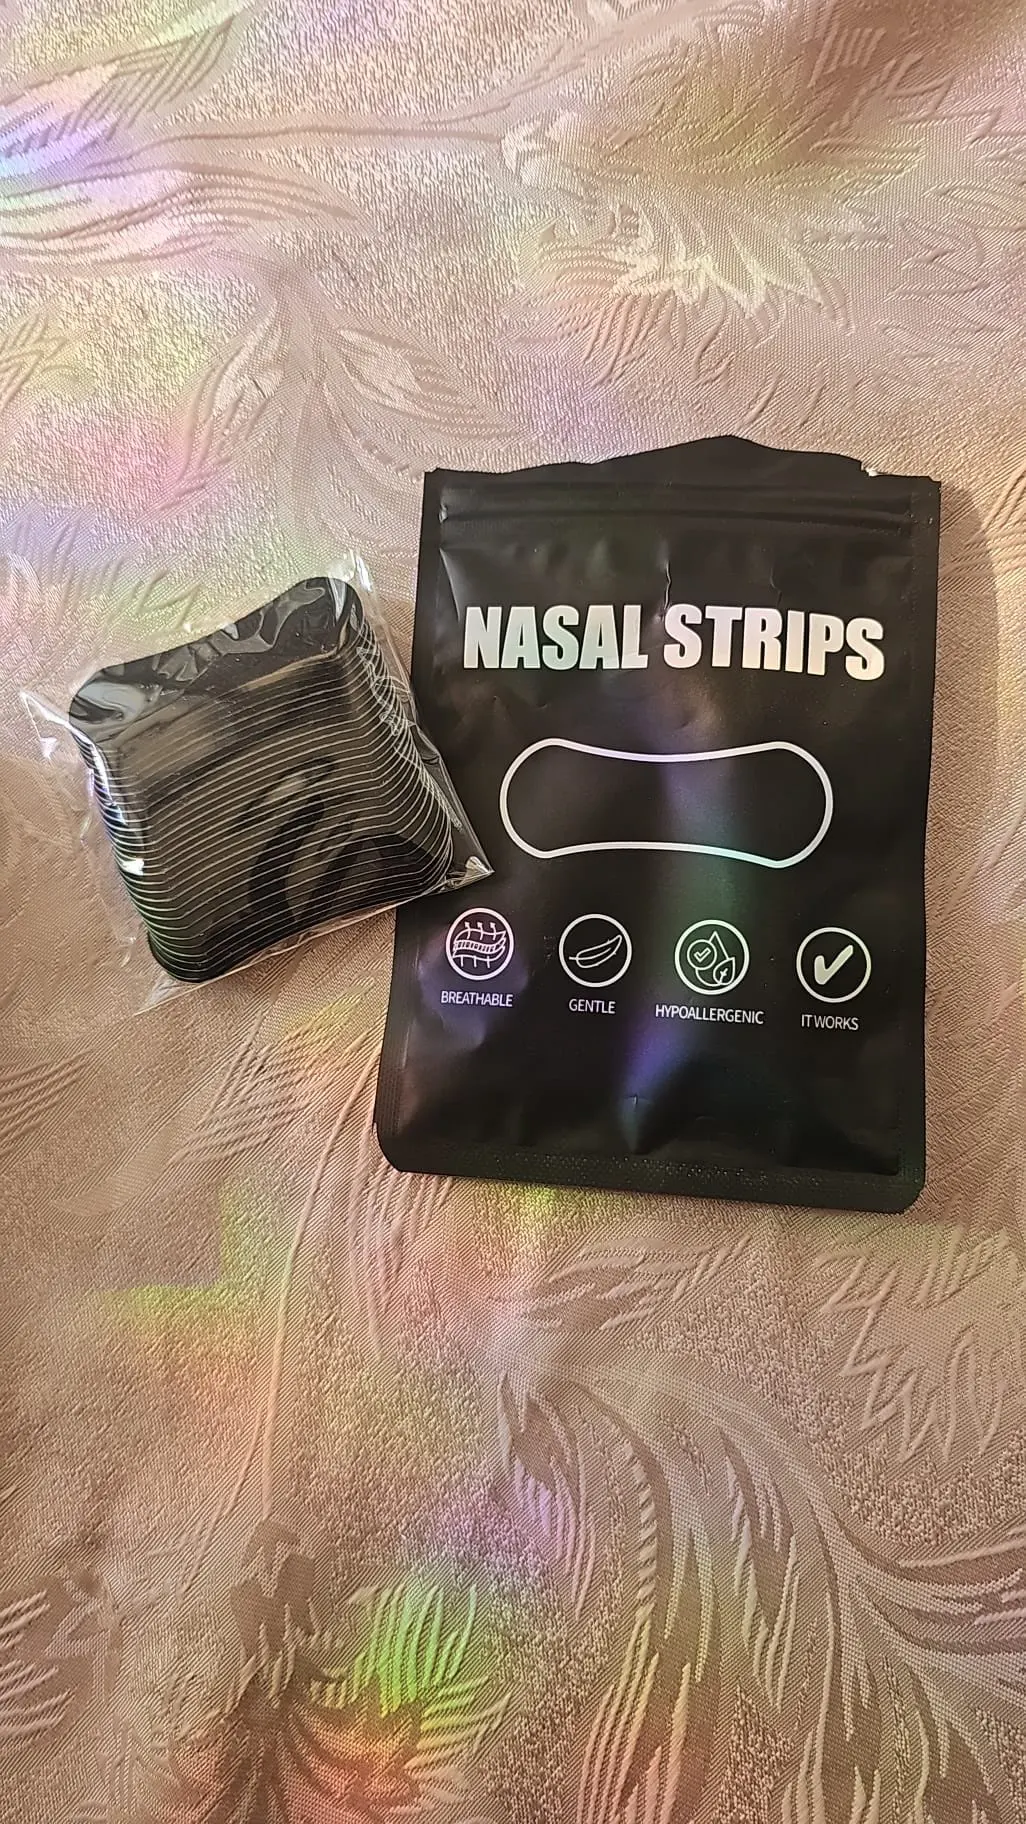 NASAL STRIPS
BREATHABLE
GENTLE
HYPOALLERGENIC
IT WORKS